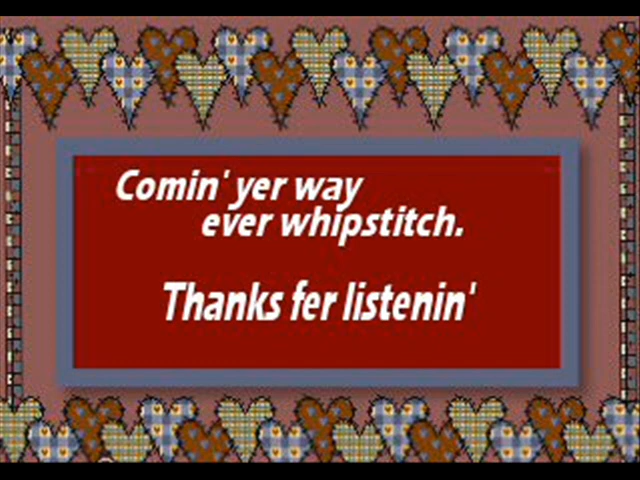 Comin' yer way
ever whipstitch.
Thanks fer listenin'